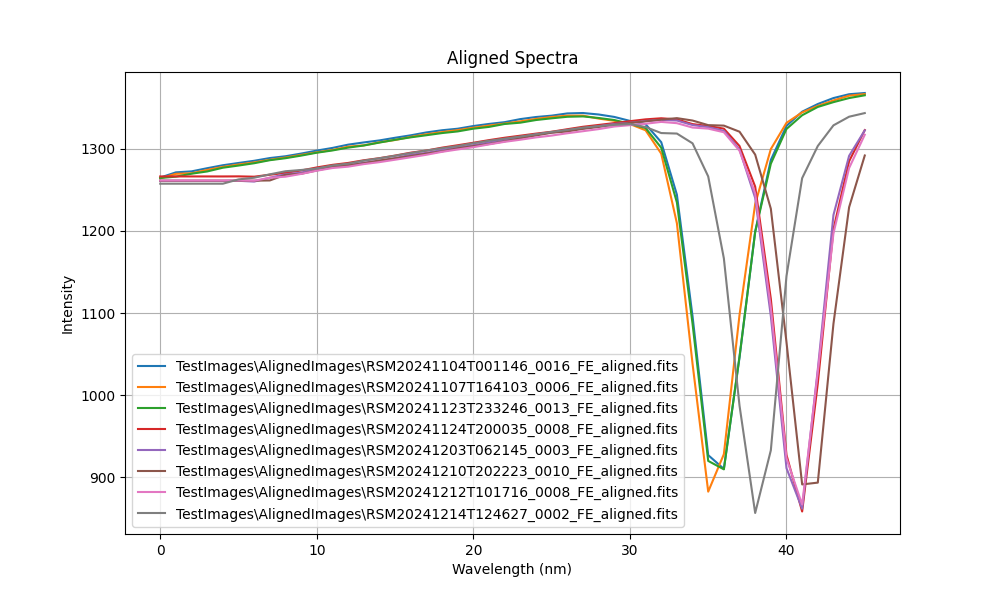 Aligned Spectra
Intensity
1300
1200
1100
1000
900
TestImages\AlignedImages\RSM20241104T001146_0016_FE_aligned.fits
TestImages\AlignedImages\RSM20241107T164103_0006_FE_aligned.fits
TestImages\AlignedImages\RSM20241123T233246_0013_FE_aligned.fits
TestImages\AlignedImages\RSM20241124T200035_0008_FE_aligned.fits
TestImages\AlignedImages\RSM20241203T062145_0003_FE_aligned.fits
TestImages\AlignedImages\RSM20241210T202223_0010_FE_aligned.fits
TestImages\AlignedImages\RSM20241212T101716_0008_FE_aligned.fits
TestImages\AlignedImages\RSM20241214T124627_0002_FE_aligned.fits
0 10 20 30 40
Wavelength (nm)